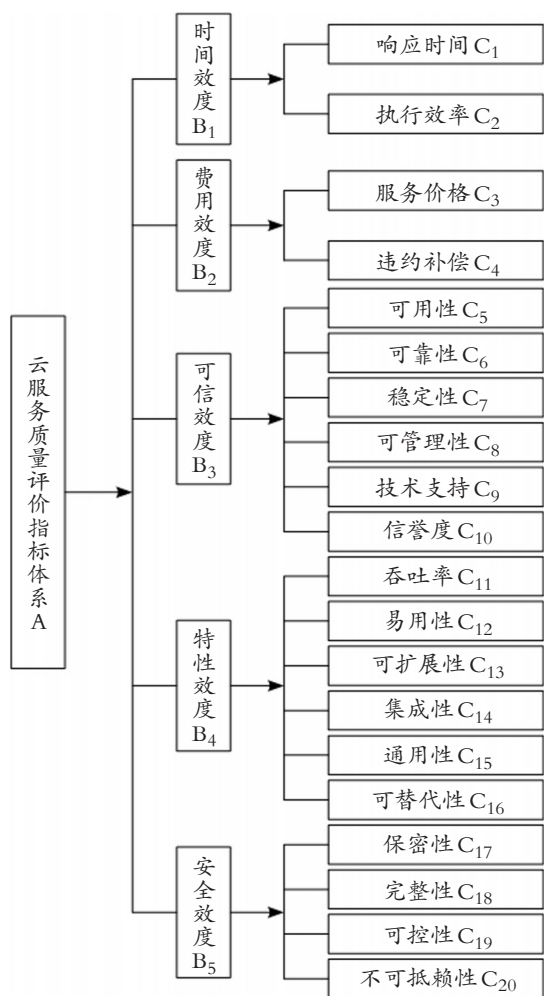 云服务质量评价指标体系A
时间效度B₁
响应时间C₁
执行效率C₂
费用效度B₂
服务价格C₃
违约补偿C₄
可信效度B₃
可用性C₅
可靠性C₆
稳定性C₇
可管理性C₈
技术支持C₉
信誉度C₁₀
特性效度B₄
吞吐率C₁₁
易用性C₁₂
可扩展性C₁₃
集成性C₁₄
通用性C₁₅
可替代性C₁₆
安全效度B₅
保密性C₁₇
完整性C₁₈
可控性C₁₉
不可抵赖性C₂₀